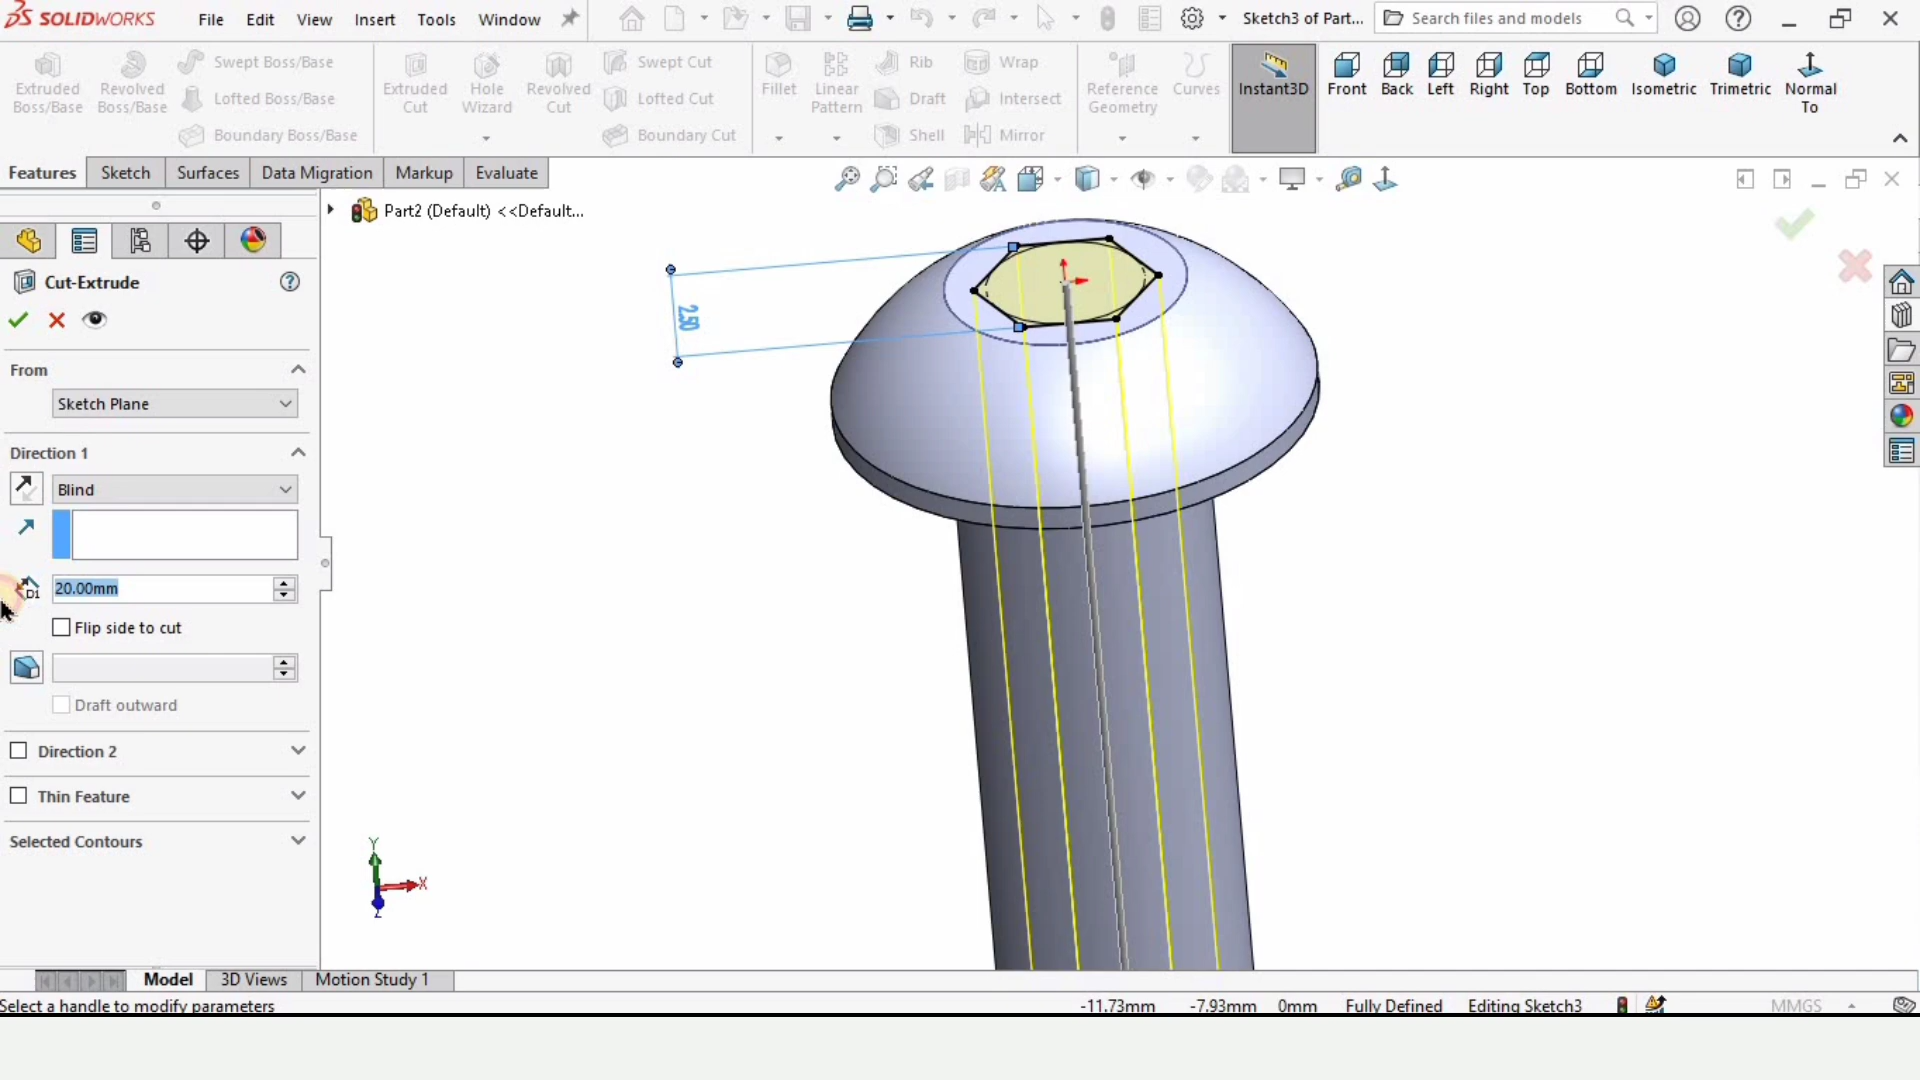 SOLIDWORKS File Edit View Insert Tools Window Sketch3 of Part... Search files and models
Extruded Boss/Base
Revolved Boss/Base
Swept Boss/Base
Lofted Boss/Base
Boundary Boss/Base
Extruded Cut
Hole Wizard
Revolved Cut
Swept Cut
Lofted Cut
Boundary Cut
Fillet
Linear Pattern
Rib
Draft
Shell
Wrap
Intersect
Mirror
Reference Geometry
Curves
Instant3D
Front
Back
Left
Right
Top
Bottom
Isometric
Trimetric
Normal To
Features Sketch Surfaces Data Migration Markup Evaluate
Part2 (Default) <<Default...
Cut-Extrude
From
Sketch Plane
Direction 1
Blind
D1
20.00mm
Flip side to cut
Draft outward
Direction 2
Thin Feature
Selected Contours
2.50
Y
X
Z
Model 3D Views Motion Study 1
Select a handle to modify parameters -11.73mm -7.93mm 0mm Fully Defined Editing Sketch3 MMGS